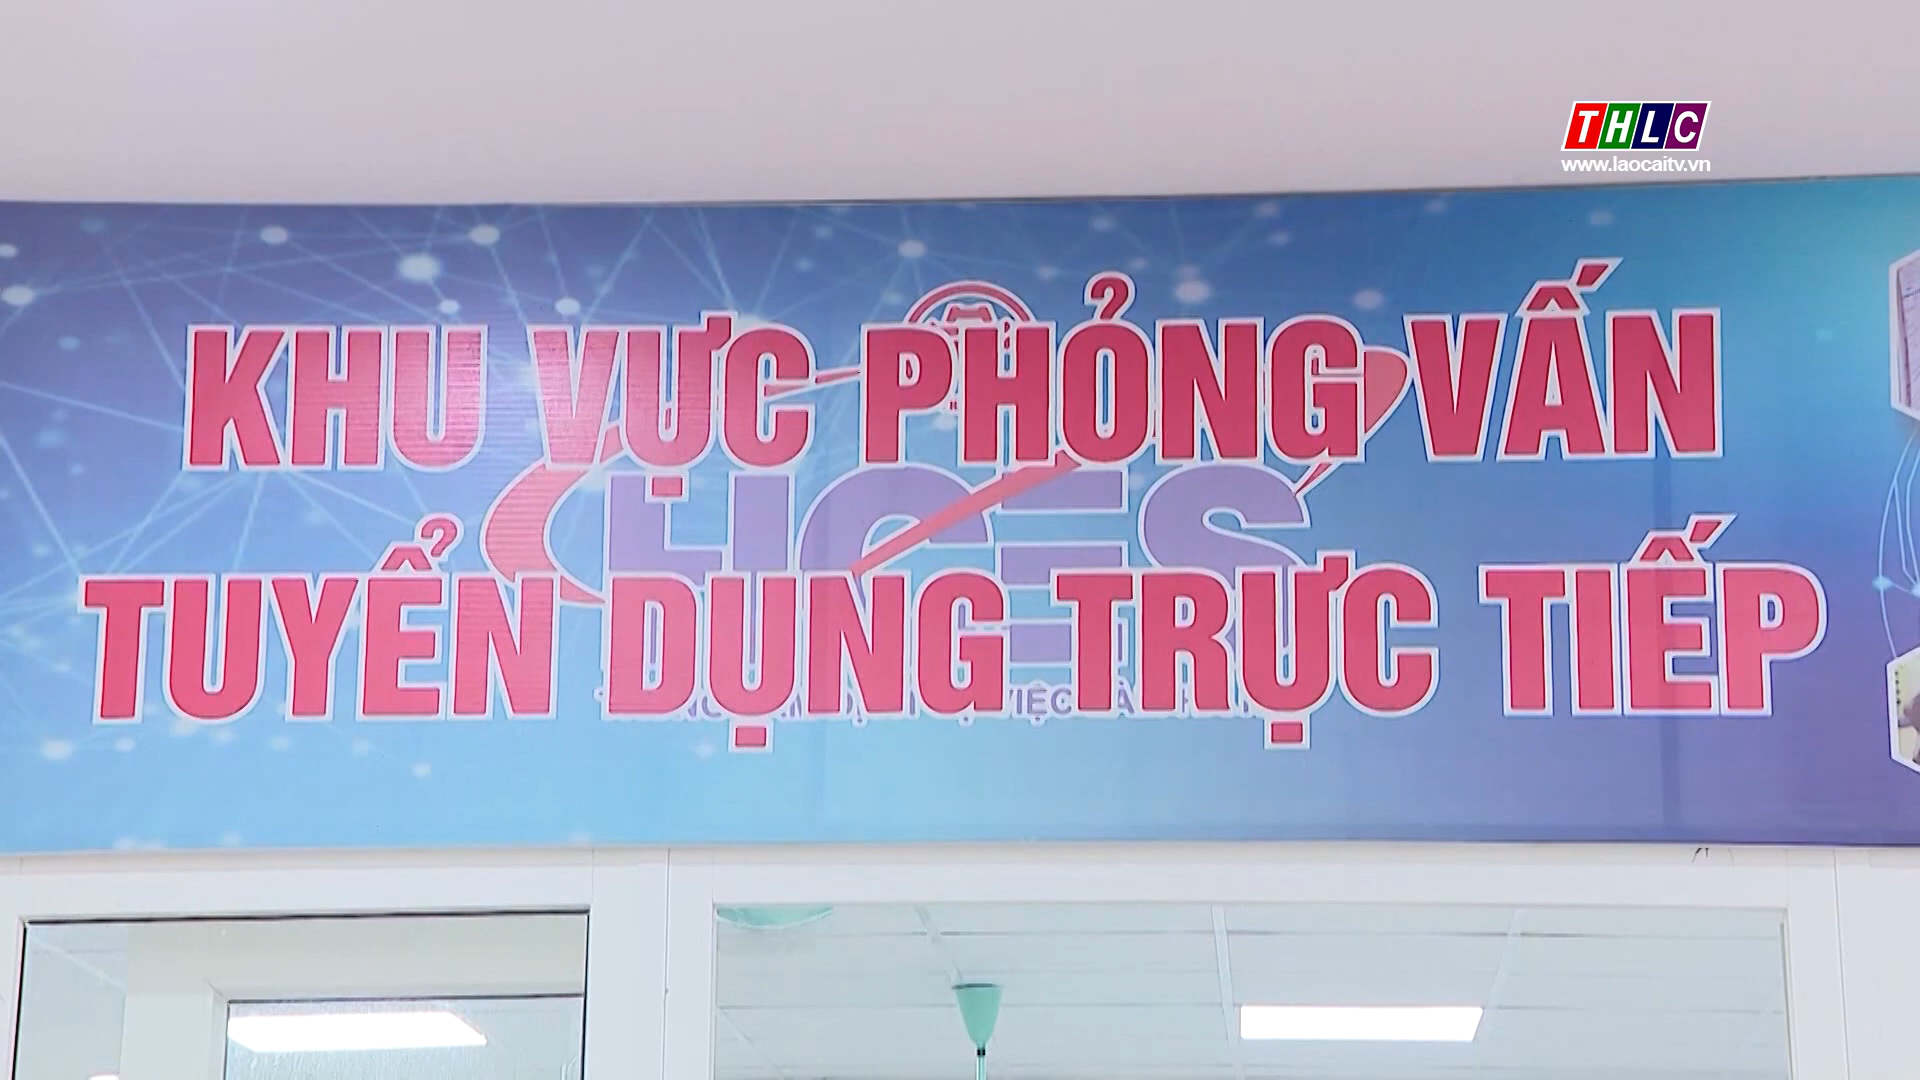 THLC
www.laocaitv.vn
KHU VỰC PHỎNG VẤN
TUYỂN DỤNG TRỰC TIẾP